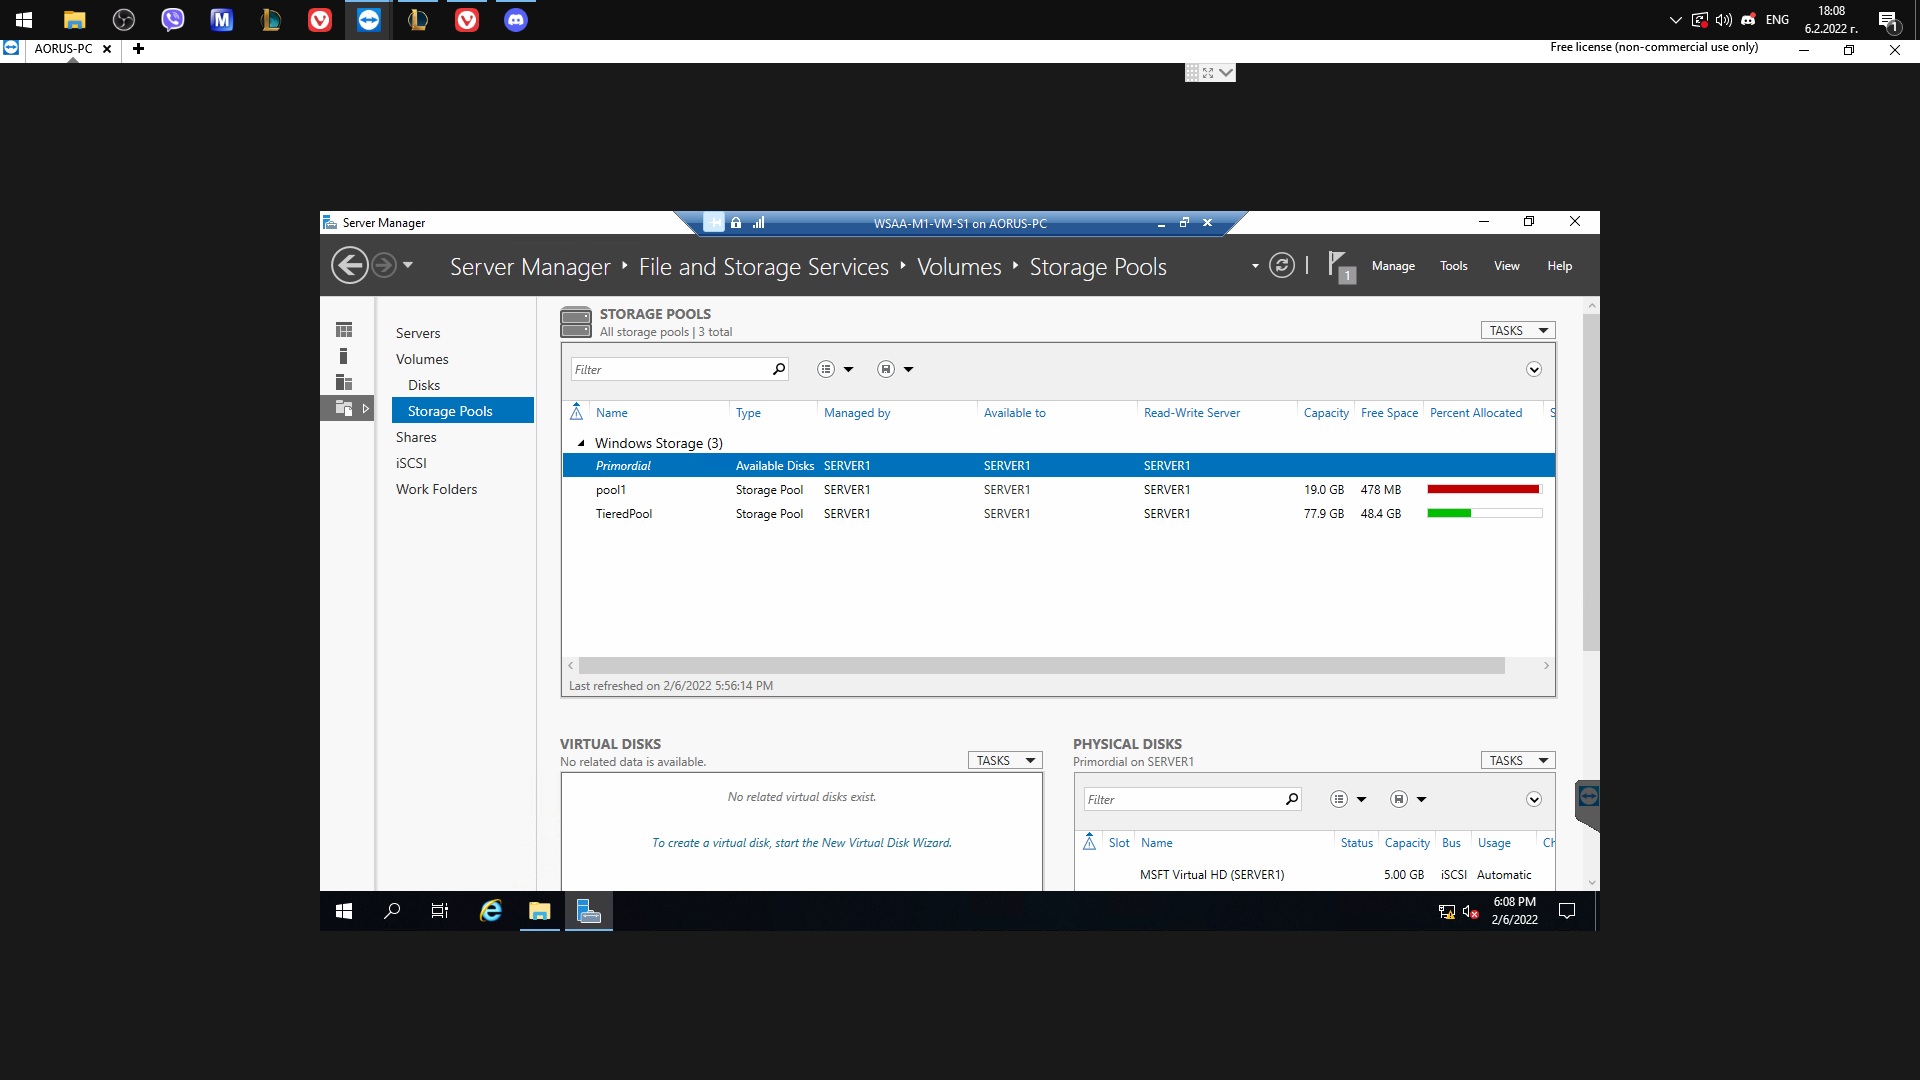 ENG
18:08
6.2.2022 г.
1
AORUS-PC
Free license (non-commercial use only)
Server Manager
WSAA-M1-VM-S1 on AORUS-PC
Server Manager
File and Storage Services
Volumes
Storage Pools
1
Manage
Tools
View
Help
Servers
Volumes
Disks
Storage Pools
Shares
iSCSI
Work Folders
STORAGE POOLS
All storage pools | 3 total
TASKS
Filter
Name Type Managed by Available to Read-Write Server Capacity Free Space Percent Allocated S
Windows Storage (3)
Primordial Available Disks SERVER1 SERVER1 SERVER1
pool1 Storage Pool SERVER1 SERVER1 SERVER1 19.0 GB 478 MB
TieredPool Storage Pool SERVER1 SERVER1 SERVER1 77.9 GB 48.4 GB
Last refreshed on 2/6/2022 5:56:14 PM
VIRTUAL DISKS
No related data is available.
TASKS
No related virtual disks exist.
To create a virtual disk, start the New Virtual Disk Wizard.
PHYSICAL DISKS
Primordial on SERVER1
TASKS
Filter
Slot Name Status Capacity Bus Usage Ch
MSFT Virtual HD (SERVER1) 5.00 GB iSCSI Automatic
6:08 PM
2/6/2022